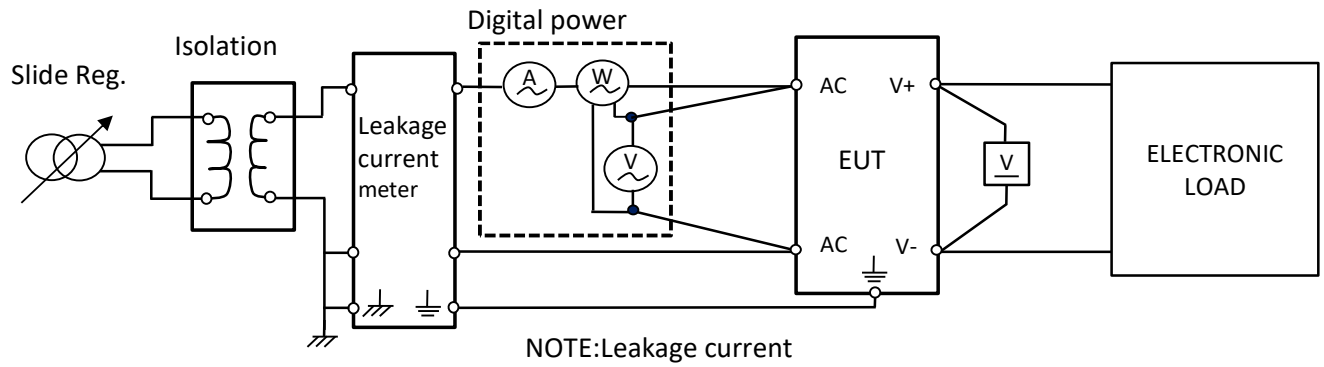 Digital power
Isolation
Slide Reg.
A
W
AC
V+
Leakage
current
meter
V
EUT
V
ELECTRONIC
LOAD
AC
V-
NOTE:Leakage current